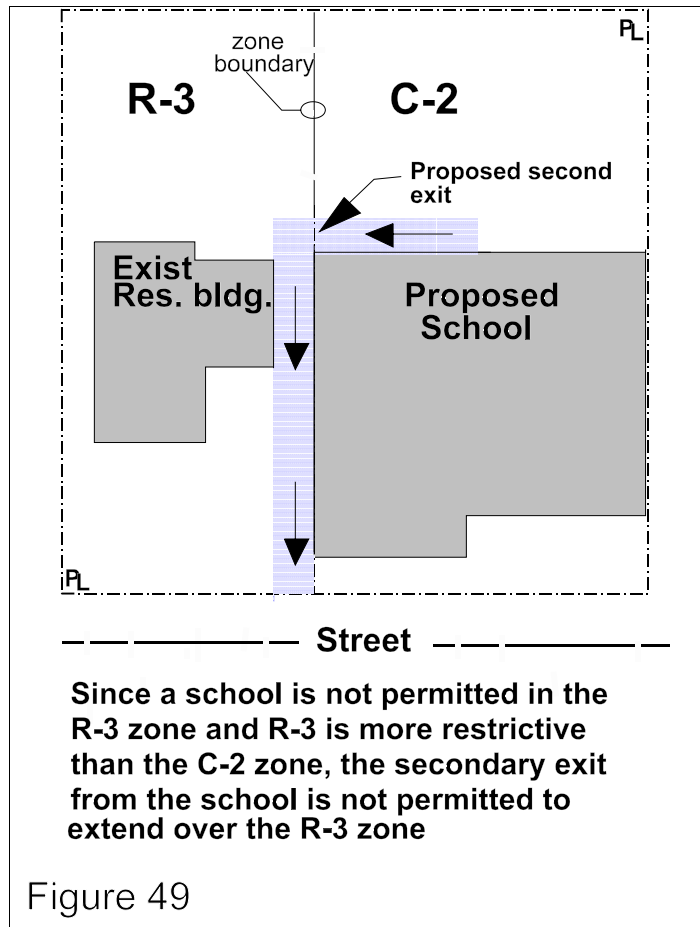 PL
zone
boundary
R-3
C-2
Proposed second
exit
Exist
Res. bldg.
Proposed
School
PL
Street
Since a school is not permitted in the
R-3 zone and R-3 is more restrictive
than the C-2 zone, the secondary exit
from the school is not permitted to
extend over the R-3 zone
Figure 49